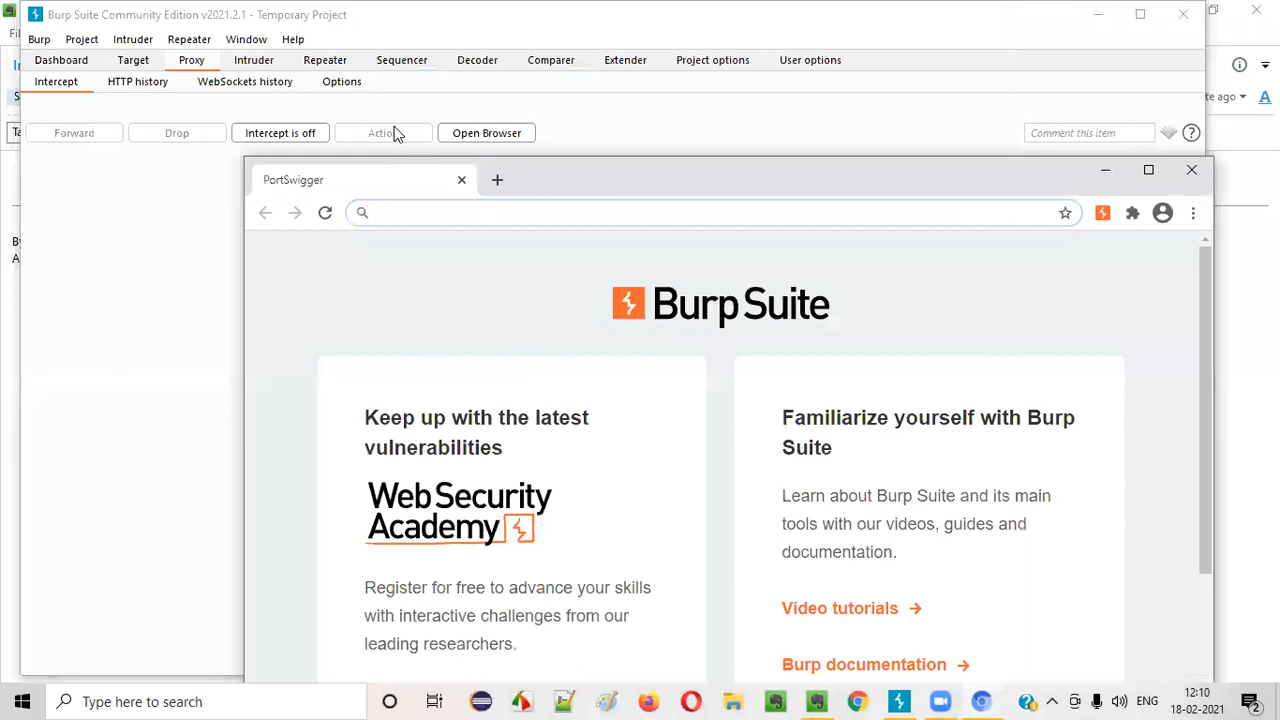 Burp Suite Community Edition v2021.2.1 - Temporary Project
Burp Project Intruder Repeater Window Help
Dashboard Target Proxy Intruder Repeater Sequencer Decoder Comparer Extender Project options User options
Intercept HTTP history WebSockets history Options
te ago
A
Forward Drop Intercept is off Action Open Browser Comment this item ?
PortSwigger
Burp Suite
Keep up with the latest
vulnerabilities
Web Security
Academy
Register for free to advance your skills
with interactive challenges from our
leading researchers.
Familiarize yourself with Burp
Suite
Learn about Burp Suite and its main
tools with our videos, guides and
documentation.
Video tutorials →
Burp documentation →
Type here to search
ENG
12:10
18-02-2021
2